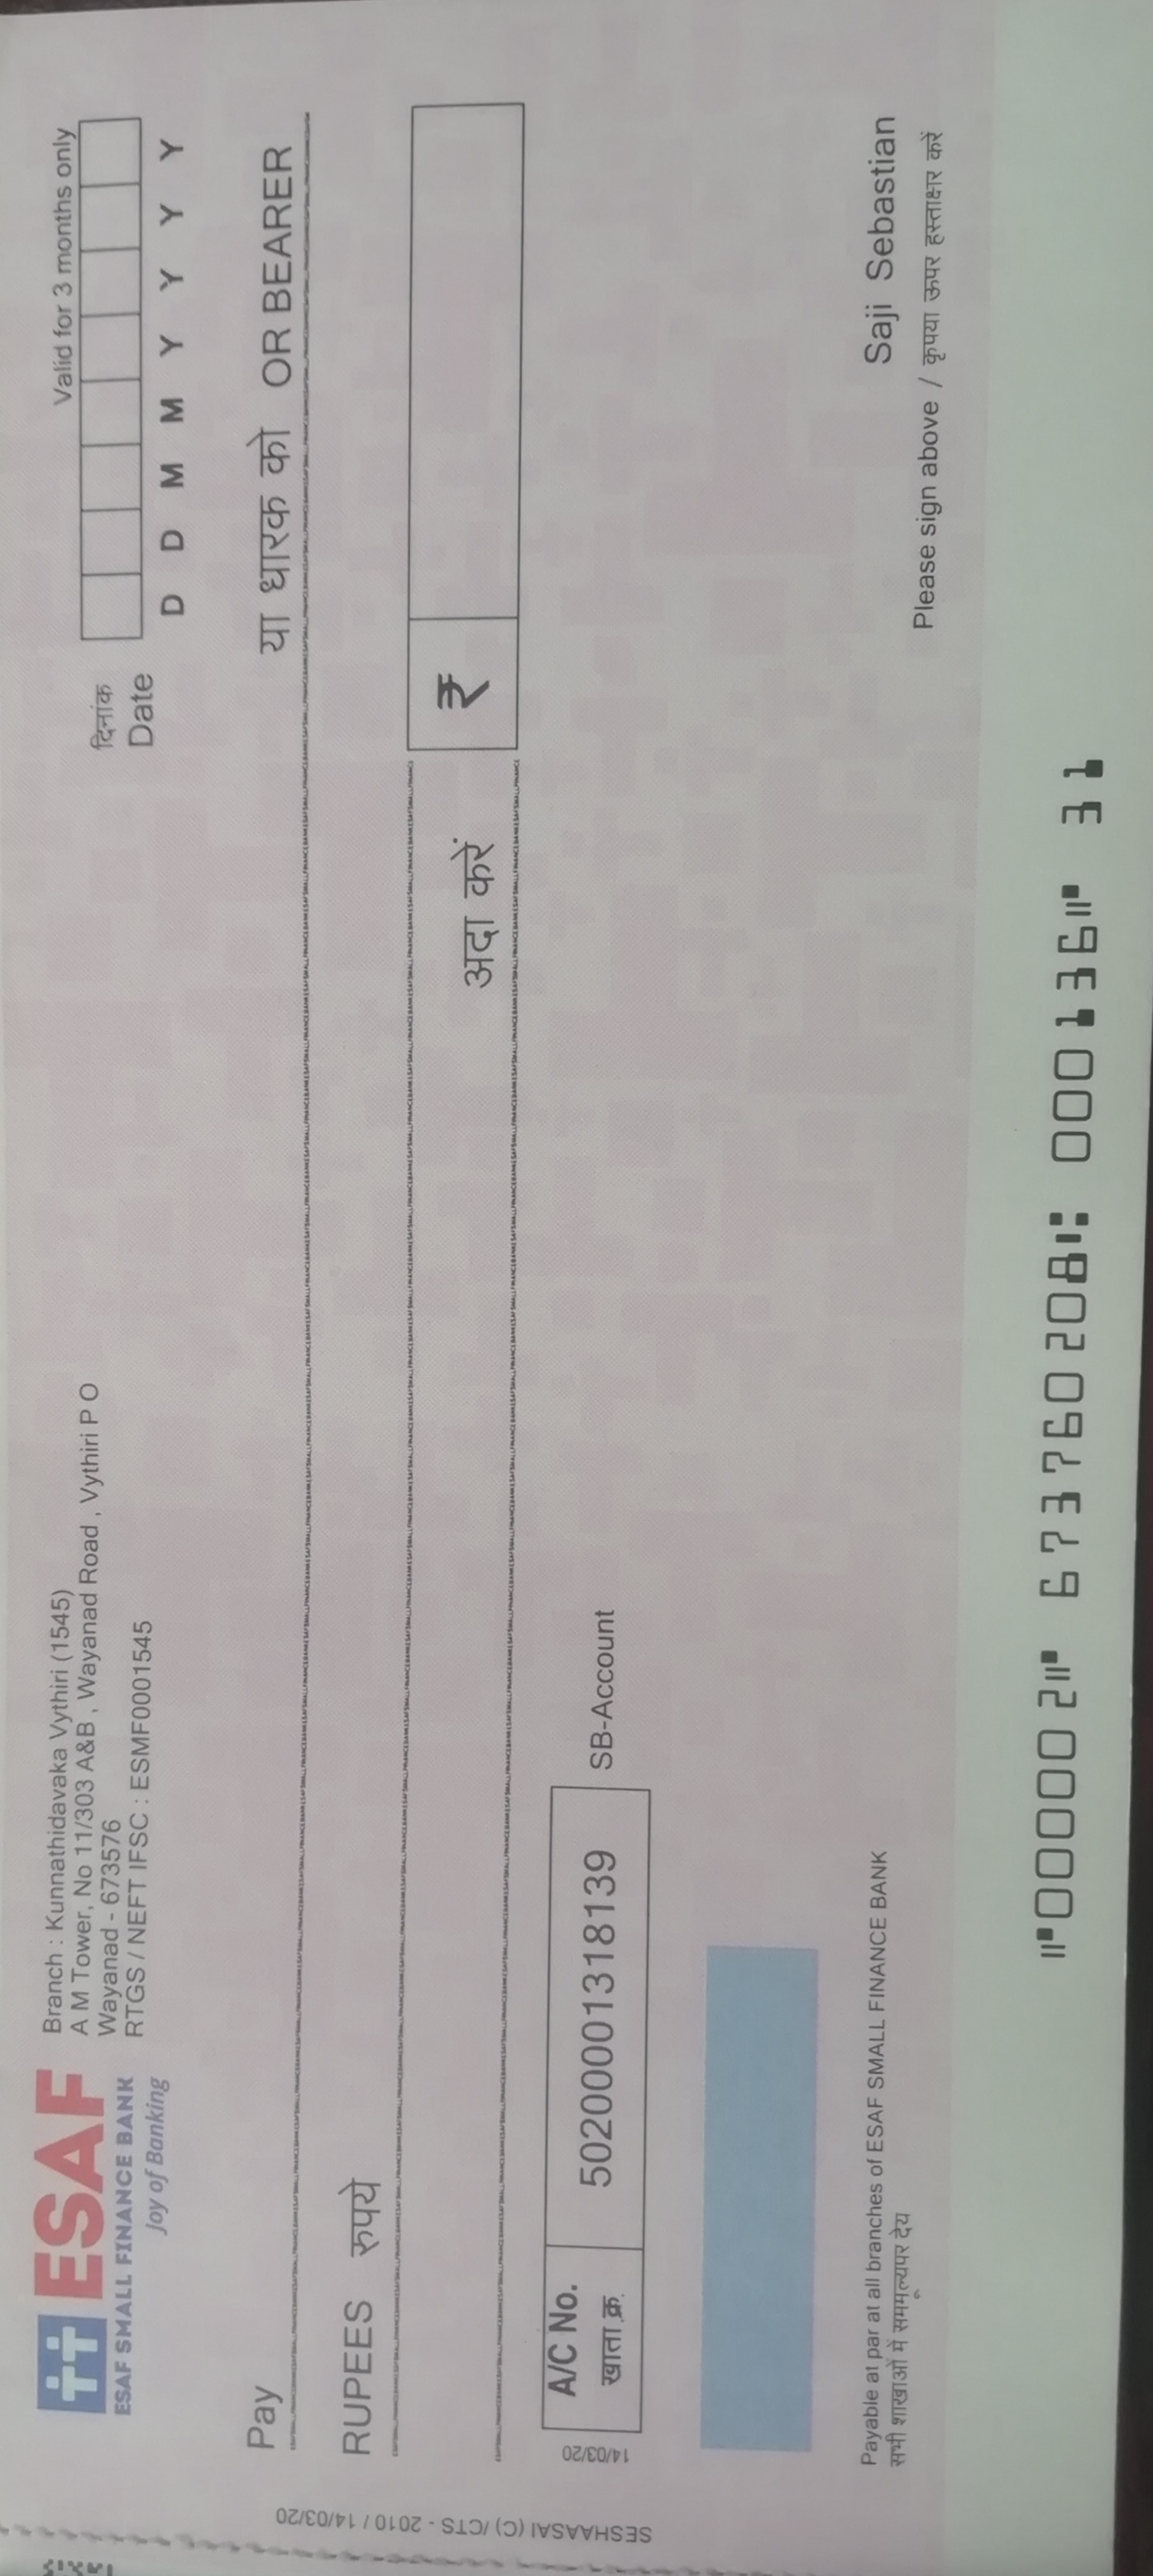 ESAF
ESAF SMALL FINANCE BANK
Joy of Banking
Branch : Kunnathidavaka Vythiri (1545)
A M Tower, No 11/303 A&B , Wayanad Road , Vythiri P O
Wayanad - 673576
RTGS / NEFT IFSC : ESMF0001545
Valid for 3 months only
दिनांक
Date
D D M M Y Y Y Y
Pay
या धारक को OR BEARER
RUPEES रुपये
अदा करें
₹
A/C No.
खाता क्र.
50200001318139
SB-Account
14/03/20
SESHAASAI (C) / CTS - 2010 / 14/03/20
Payable at par at all branches of ESAF SMALL FINANCE BANK
सभी शाखाओं में सममूल्यपर देय
Saji Sebastian
Please sign above / कृपया ऊपर हस्ताक्षर करें
⑈000002⑈ 673760208⑆ 000136⑈ 31